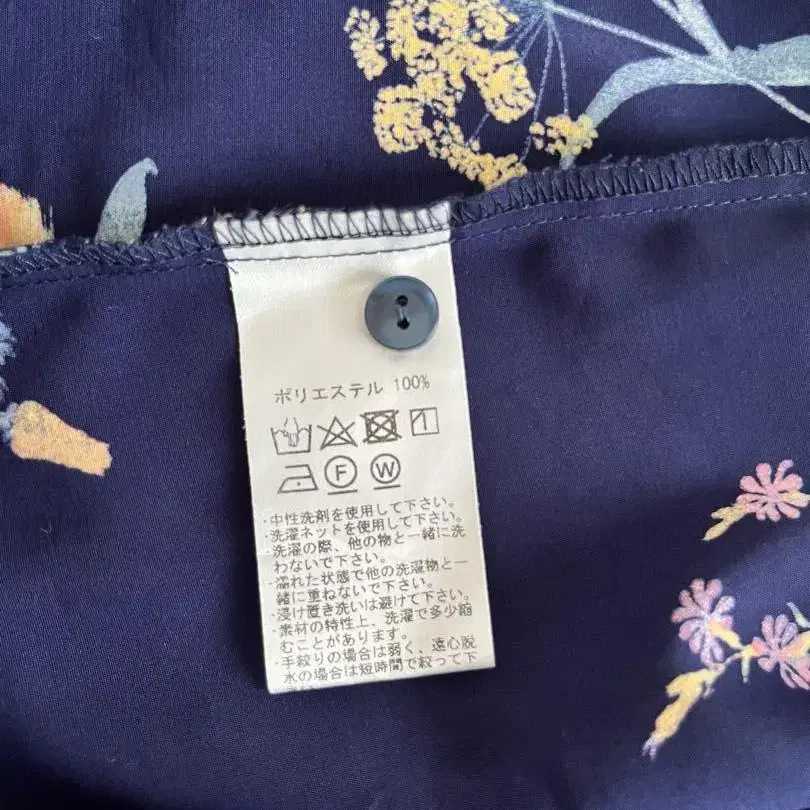 ポリエステル 100%
F W
・中性洗剤を使用して下さい。
・洗濯ネットを使用して下さい。
・洗濯の際、他の物と一緒に洗
わないで下さい。
・濡れた状態で他の洗濯物と一
緒に重ねないで下さい。
・浸け置き洗いは避けて下さい。
・素材の特性上、洗濯で多少縮
むことがあります。
・手絞りの場合は弱く、遠心脱
水の場合は短時間で絞って下